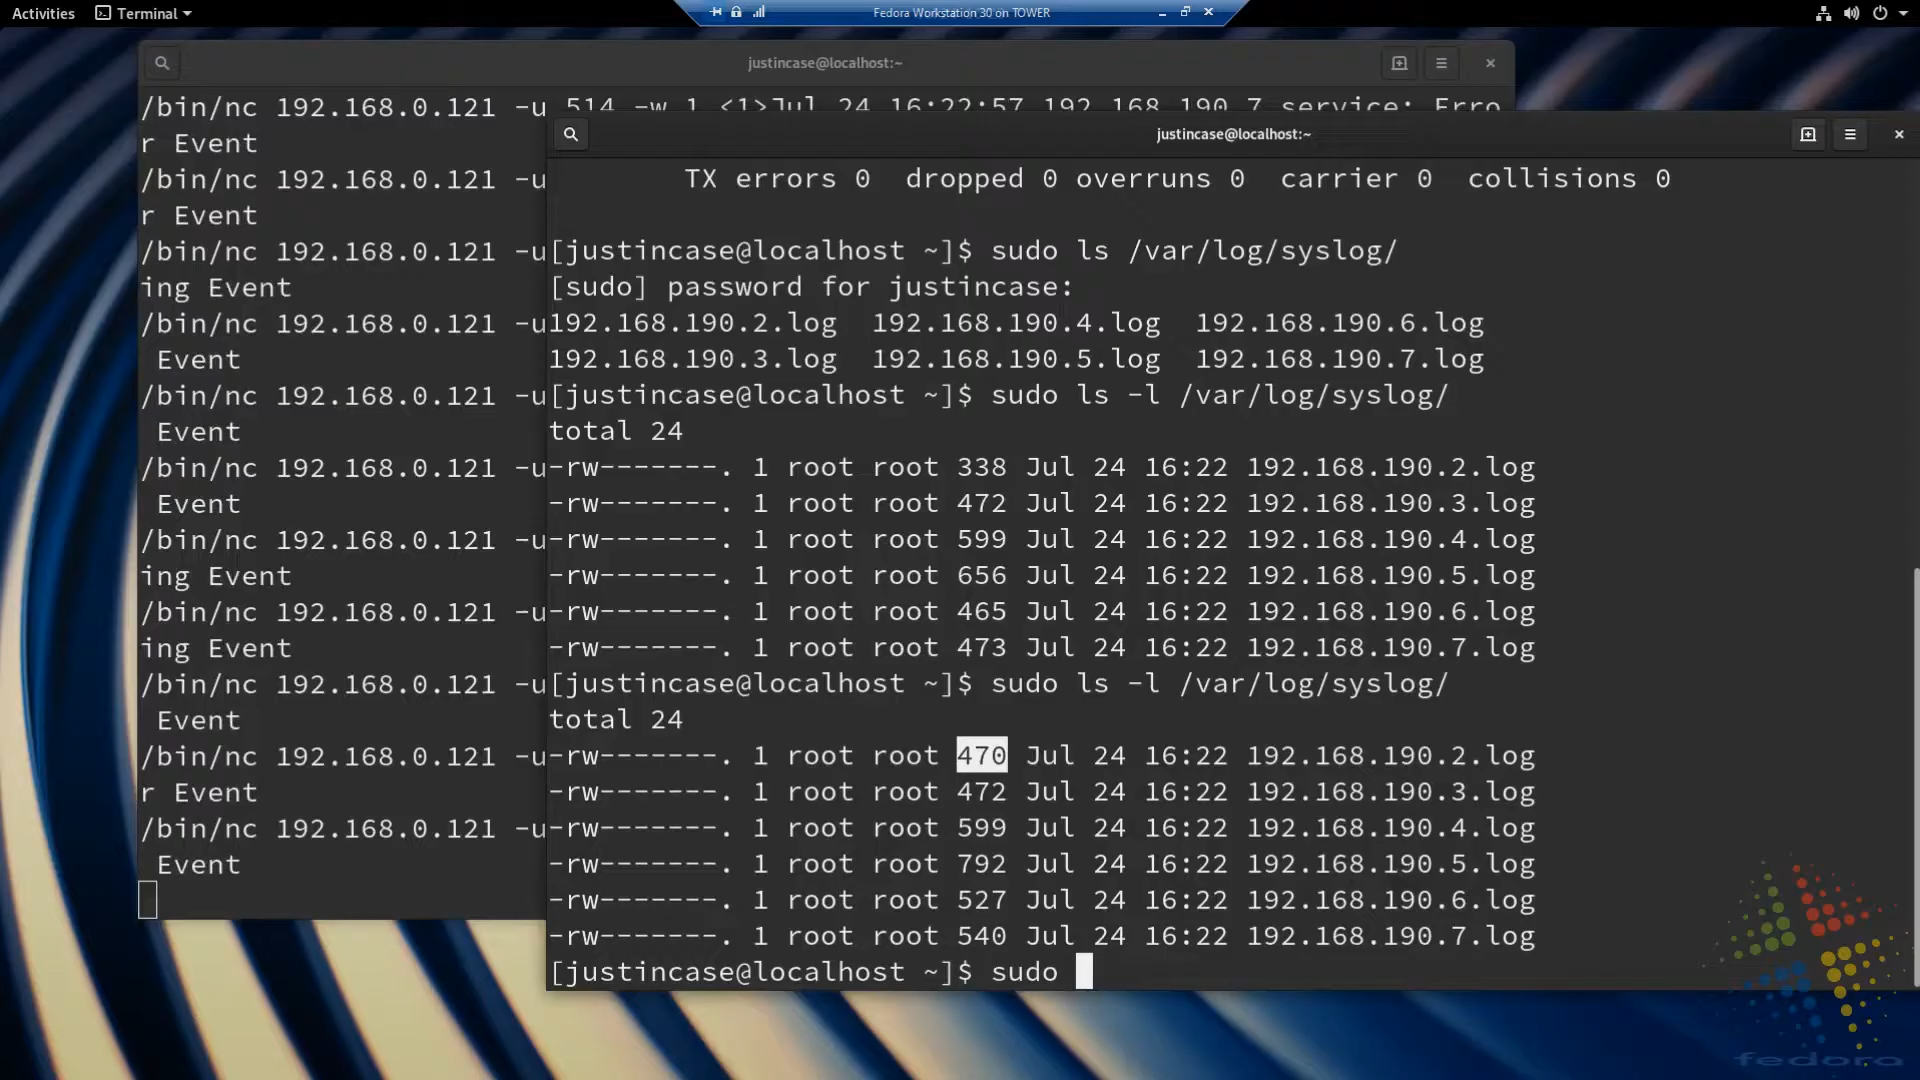 Activities
Terminal
Fedora Workstation 30 on TOWER
justincase@localhost:~
/bin/nc 192.168.0.121 -u 514 -w 1 <1>Jul 24 16:22:57 192.168.190.7 service: Erro
r Event
/bin/nc 192.168.0.121 -u
r Event
/bin/nc 192.168.0.121 -u
ing Event
/bin/nc 192.168.0.121 -u
 Event
/bin/nc 192.168.0.121 -u
 Event
/bin/nc 192.168.0.121 -u
 Event
/bin/nc 192.168.0.121 -u
ing Event
/bin/nc 192.168.0.121 -u
ing Event
/bin/nc 192.168.0.121 -u
 Event
/bin/nc 192.168.0.121 -u
r Event
/bin/nc 192.168.0.121 -u
 Event
justincase@localhost:~
TX errors 0  dropped 0 overruns 0  carrier 0  collisions 0
[justincase@localhost ~]$ sudo ls /var/log/syslog/
[sudo] password for justincase:
192.168.190.2.log  192.168.190.4.log  192.168.190.6.log
192.168.190.3.log  192.168.190.5.log  192.168.190.7.log
[justincase@localhost ~]$ sudo ls -l /var/log/syslog/
total 24
-rw-------. 1 root root 338 Jul 24 16:22 192.168.190.2.log
-rw-------. 1 root root 472 Jul 24 16:22 192.168.190.3.log
-rw-------. 1 root root 599 Jul 24 16:22 192.168.190.4.log
-rw-------. 1 root root 656 Jul 24 16:22 192.168.190.5.log
-rw-------. 1 root root 465 Jul 24 16:22 192.168.190.6.log
-rw-------. 1 root root 473 Jul 24 16:22 192.168.190.7.log
[justincase@localhost ~]$ sudo ls -l /var/log/syslog/
total 24
-rw-------. 1 root root 470 Jul 24 16:22 192.168.190.2.log
-rw-------. 1 root root 472 Jul 24 16:22 192.168.190.3.log
-rw-------. 1 root root 599 Jul 24 16:22 192.168.190.4.log
-rw-------. 1 root root 792 Jul 24 16:22 192.168.190.5.log
-rw-------. 1 root root 527 Jul 24 16:22 192.168.190.6.log
-rw-------. 1 root root 540 Jul 24 16:22 192.168.190.7.log
[justincase@localhost ~]$ sudo
fedora